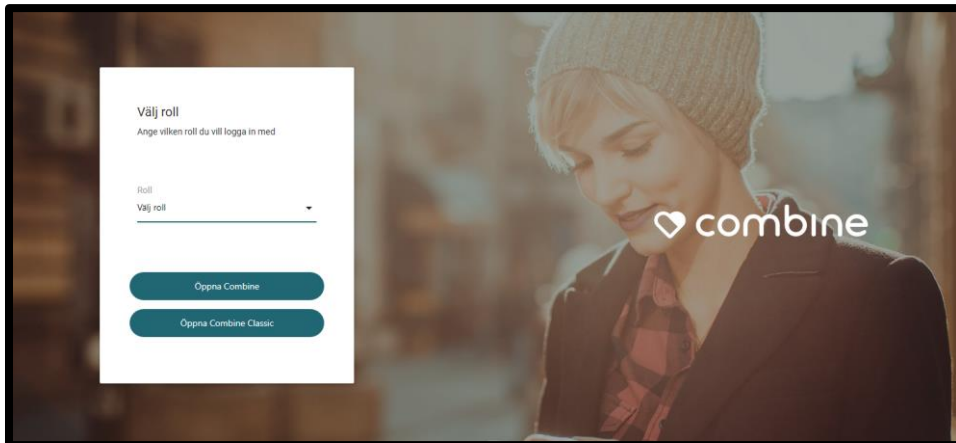 Välj roll
Ange vilken roll du vill logga in med
Roll
Välj roll
Öppna Combine
Öppna Combine Classic
combine